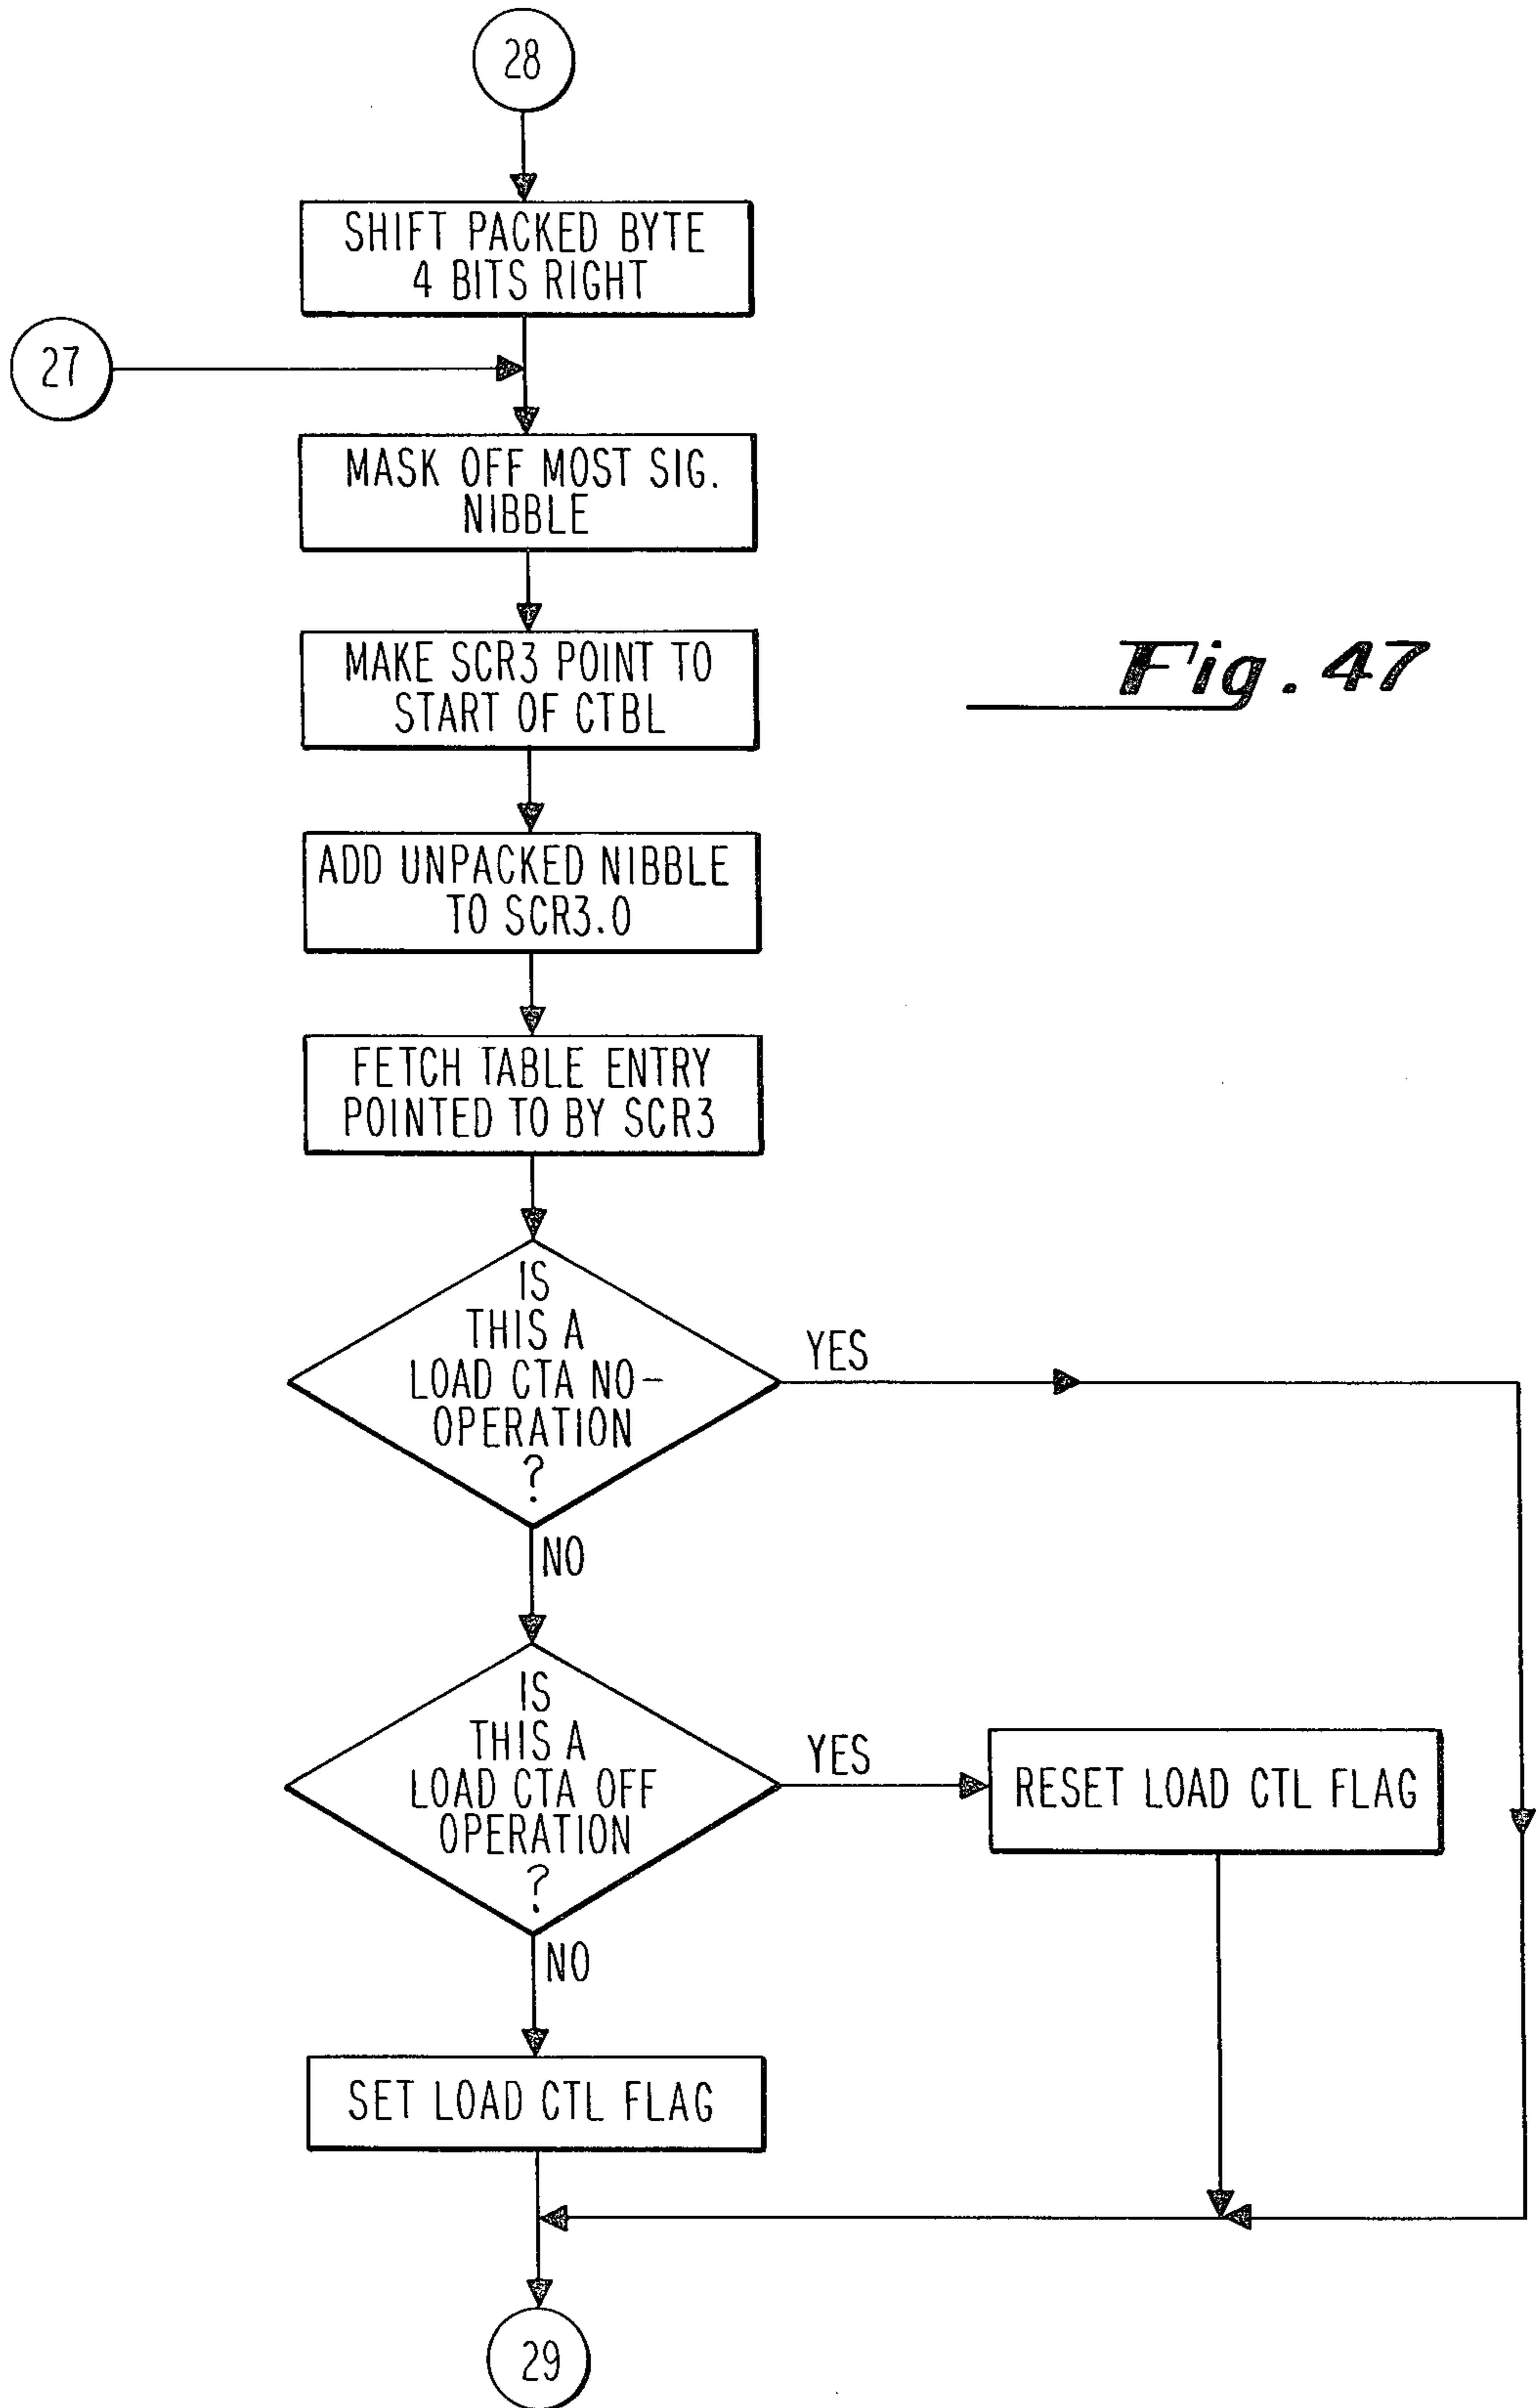 28
SHIFT PACKED BYTE
4 BITS RIGHT
27
MASK OFF MOST SIG.
NIBBLE
MAKE SCR3 POINT TO
START OF CTBL
Fig. 47
ADD UNPACKED NIBBLE
TO SCR3.0
FETCH TABLE ENTRY
POINTED TO BY SCR3
IS
THIS A
LOAD CTA NO-
OPERATION
?
YES
NO
IS
THIS A
LOAD CTA OFF
OPERATION
?
YES
RESET LOAD CTL FLAG
NO
SET LOAD CTL FLAG
29